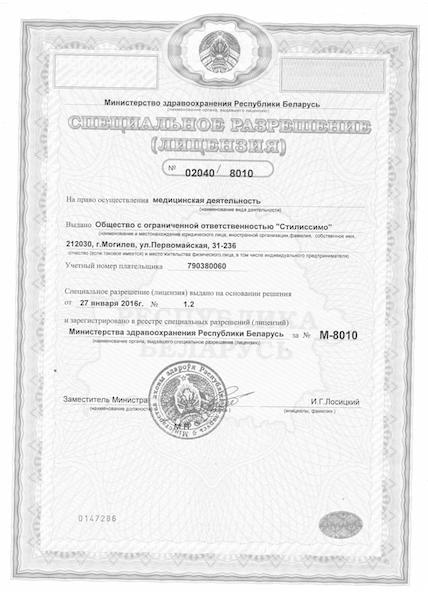 Министерство здравоохранения Республики Беларусь
(наименование органа, выдавшего лицензию)
СПЕЦИАЛЬНОЕ РАЗРЕШЕНИЕ
(ЛИЦЕНЗИЯ)
№ 02040 / 8010
На право осуществления медицинская деятельность
(наименование вида деятельности)
Выдано Общество с ограниченной ответственностью "Стилиссимо"
(наименование и местонахождение юридического лица, иностранной организации, фамилия, собственное имя,
212030, г.Могилев, ул.Первомайская, 31-236
отчество (если таковое имеется) и место жительства физического лица, в том числе индивидуального предпринимателя)
Учетный номер плательщика 790380060
Специальное разрешение (лицензия) выдано на основании решения
от 27 января 2016г. № 1.2
и зарегистрировано в реестре специальных разрешений (лицензий)
Министерства здравоохранения Республики Беларусь за № М-8010
(наименование органа, выдавшего специальное разрешение (лицензию)
РЕСПУБЛИКА
БЕЛАРУСЬ
Заместитель Министра И.Г.Лосицкий
(наименование должности) (инициалы, фамилия)
М.П.
0147286